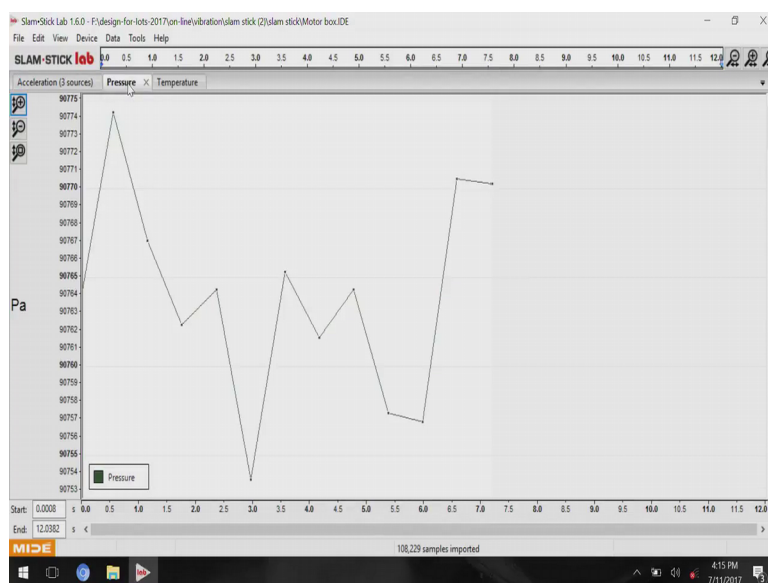 Slam•Stick Lab 1.6.0 - F:\design-for-lots-2017\on-line\vibration\slam stick (2)\slam stick\Motor box.IDE
File Edit View Device Data Tools Help
SLAM•STICK lab 0.0 0.5 1.0 1.5 2.0 2.5 3.0 3.5 4.0 4.5 5.0 5.5 6.0 6.5 7.0 7.5 8.0 8.5 9.0 9.5 10.0 10.5 11.0 11.5 12.0
Acceleration (3 sources) Pressure × Temperature
90775
90774
90773
90772
90771
90770
90769
90768
90767
90766
90765
90764
Pa
90763
90762
90761
90760
90759
90758
90757
90756
90755
90754
90753
Pressure
Start: 0.0008 s 0.0 0.5 1.0 1.5 2.0 2.5 3.0 3.5 4.0 4.5 5.0 5.5 6.0 6.5 7.0 7.5 8.0 8.5 9.0 9.5 10.0 10.5 11.0 11.5 12.0
End: 12.0382 s
MIDÉ 108,229 samples imported
lab 4:15 PM
7/11/2017 3